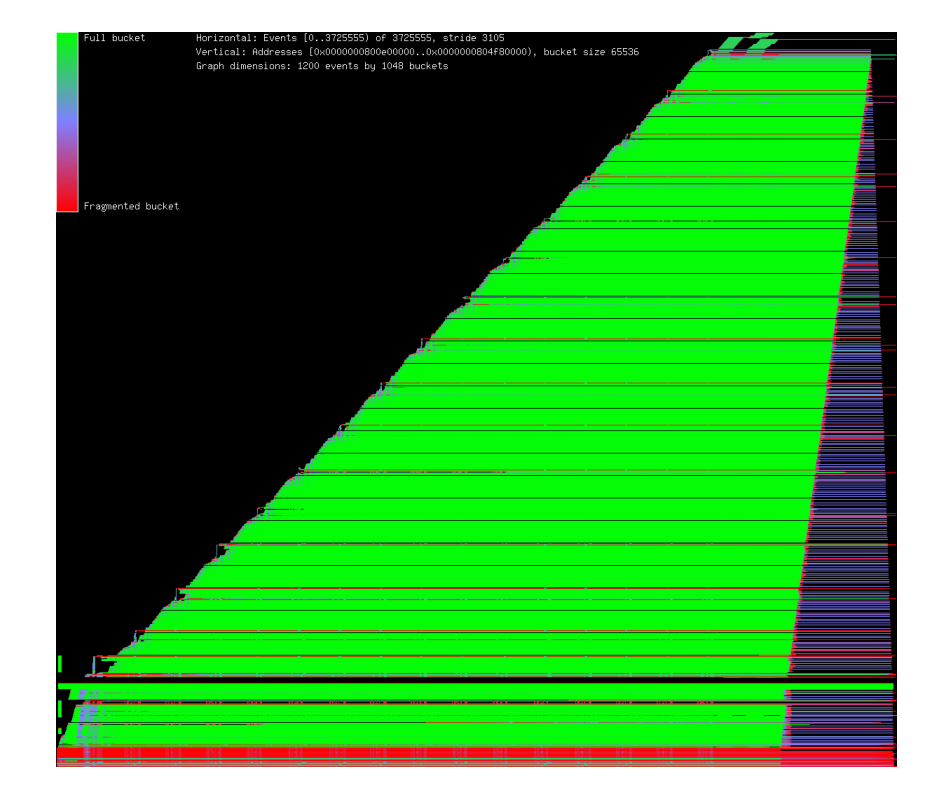 Full bucket
Horizontal: Events [0..3725555) of 3725555, stride 3105
Vertical: Addresses [0x0000000800e00000..0x0000000804f80000), bucket size 65536
Graph dimensions: 1200 events by 1048 buckets
Fragmented bucket